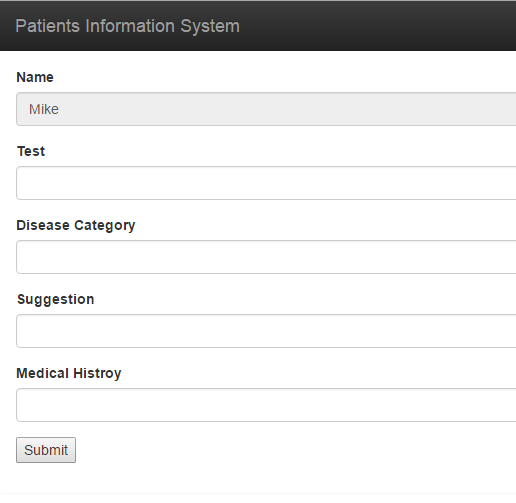 Patients Information System
Name
Mike
Test
Disease Category
Suggestion
Medical Histroy
Submit